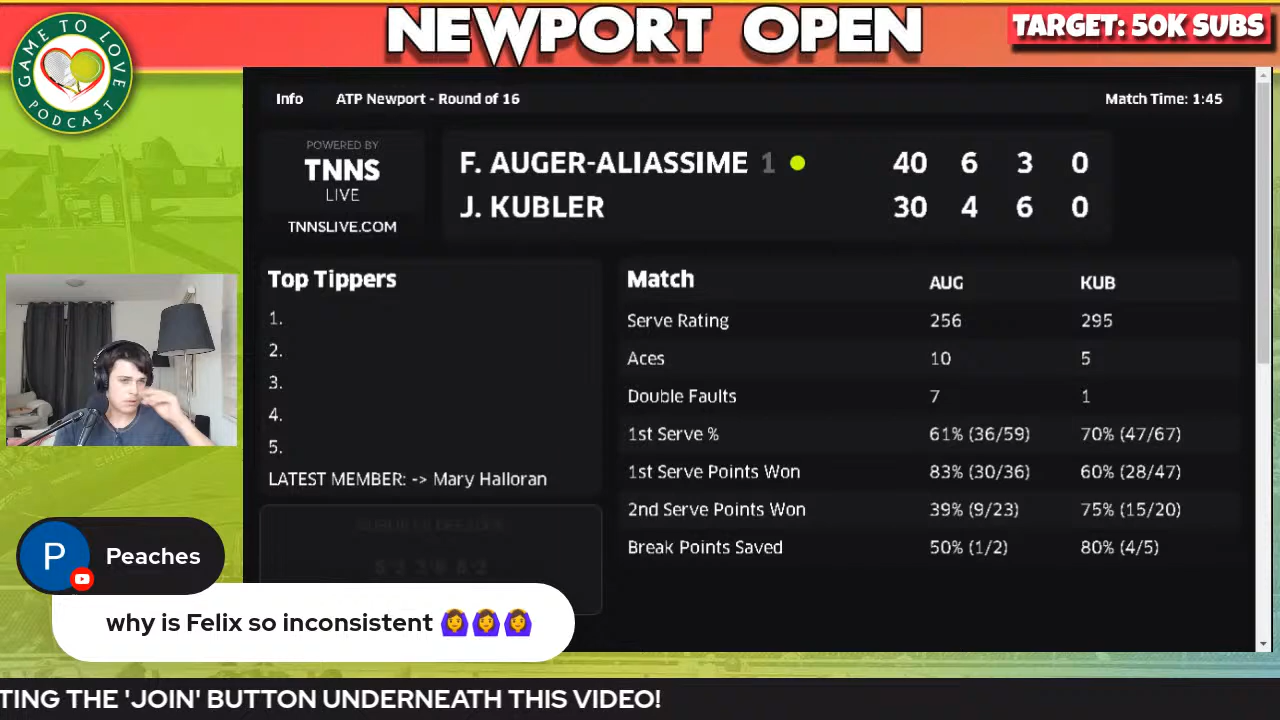 GAME TO LOVE
PODCAST
NEWPORT OPEN
TARGET: 50K SUBS
Info
ATP Newport - Round of 16
Match Time: 1:45
POWERED BY
TNNS
LIVE
TNNSLIVE.COM
F. AUGER-ALIASSIME 1 40 6 3 0
J. KUBLER 30 4 6 0
Top Tippers
1.
2.
3.
4.
5.
LATEST MEMBER: -> Mary Halloran
Match AUG KUB
Serve Rating 256 295
Aces 10 5
Double Faults 7 1
1st Serve % 61% (36/59) 70% (47/67)
1st Serve Points Won 83% (30/36) 60% (28/47)
2nd Serve Points Won 39% (9/23) 75% (15/20)
Break Points Saved 50% (1/2) 80% (4/5)
P
Peaches
why is Felix so inconsistent 🙆‍♀️🙆‍♀️🙆‍♀️
TING THE 'JOIN' BUTTON UNDERNEATH THIS VIDEO!